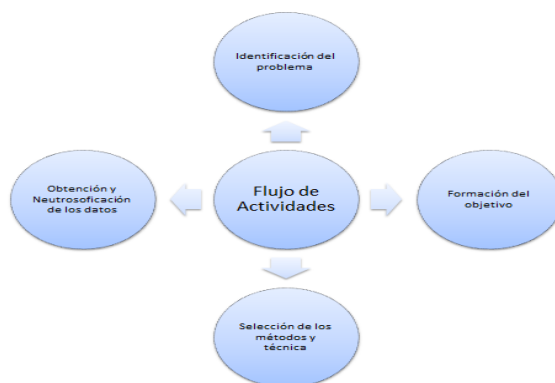 Identificación del
problema
Obtención y
Neutrosoficación
de los datos
Flujo de
Actividades
Formación del
objetivo
Selección de los
métodos y
técnica